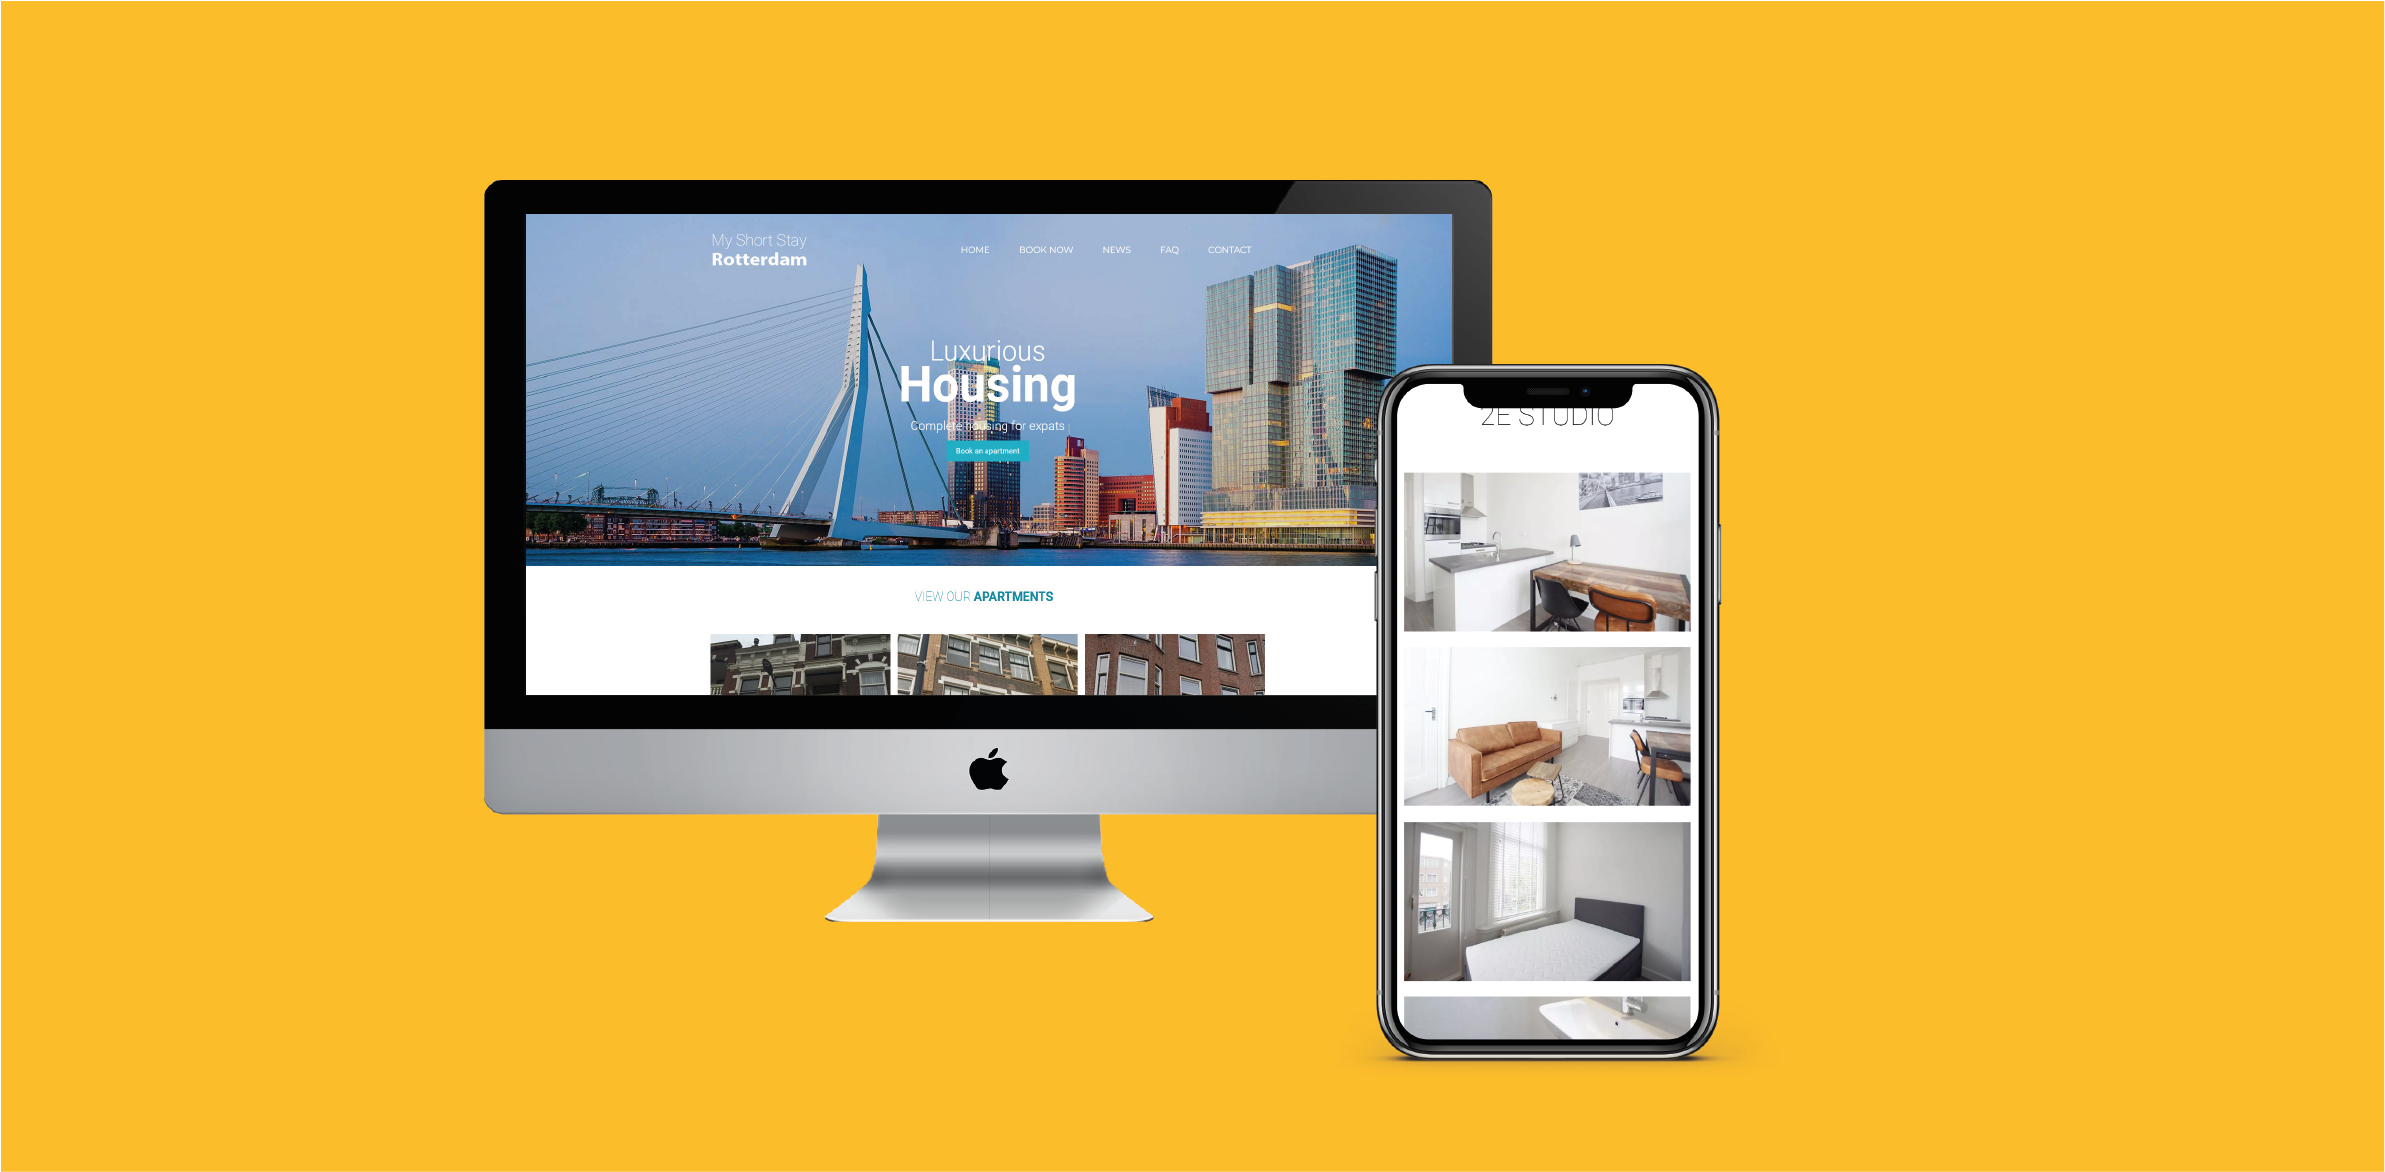 My Short Stay
Rotterdam
HOME BOOK NOW NEWS FAQ CONTACT
Luxurious
Housing
Complete housing for expats
Book an apartment
VIEW OUR APARTMENTS
2E STUDIO